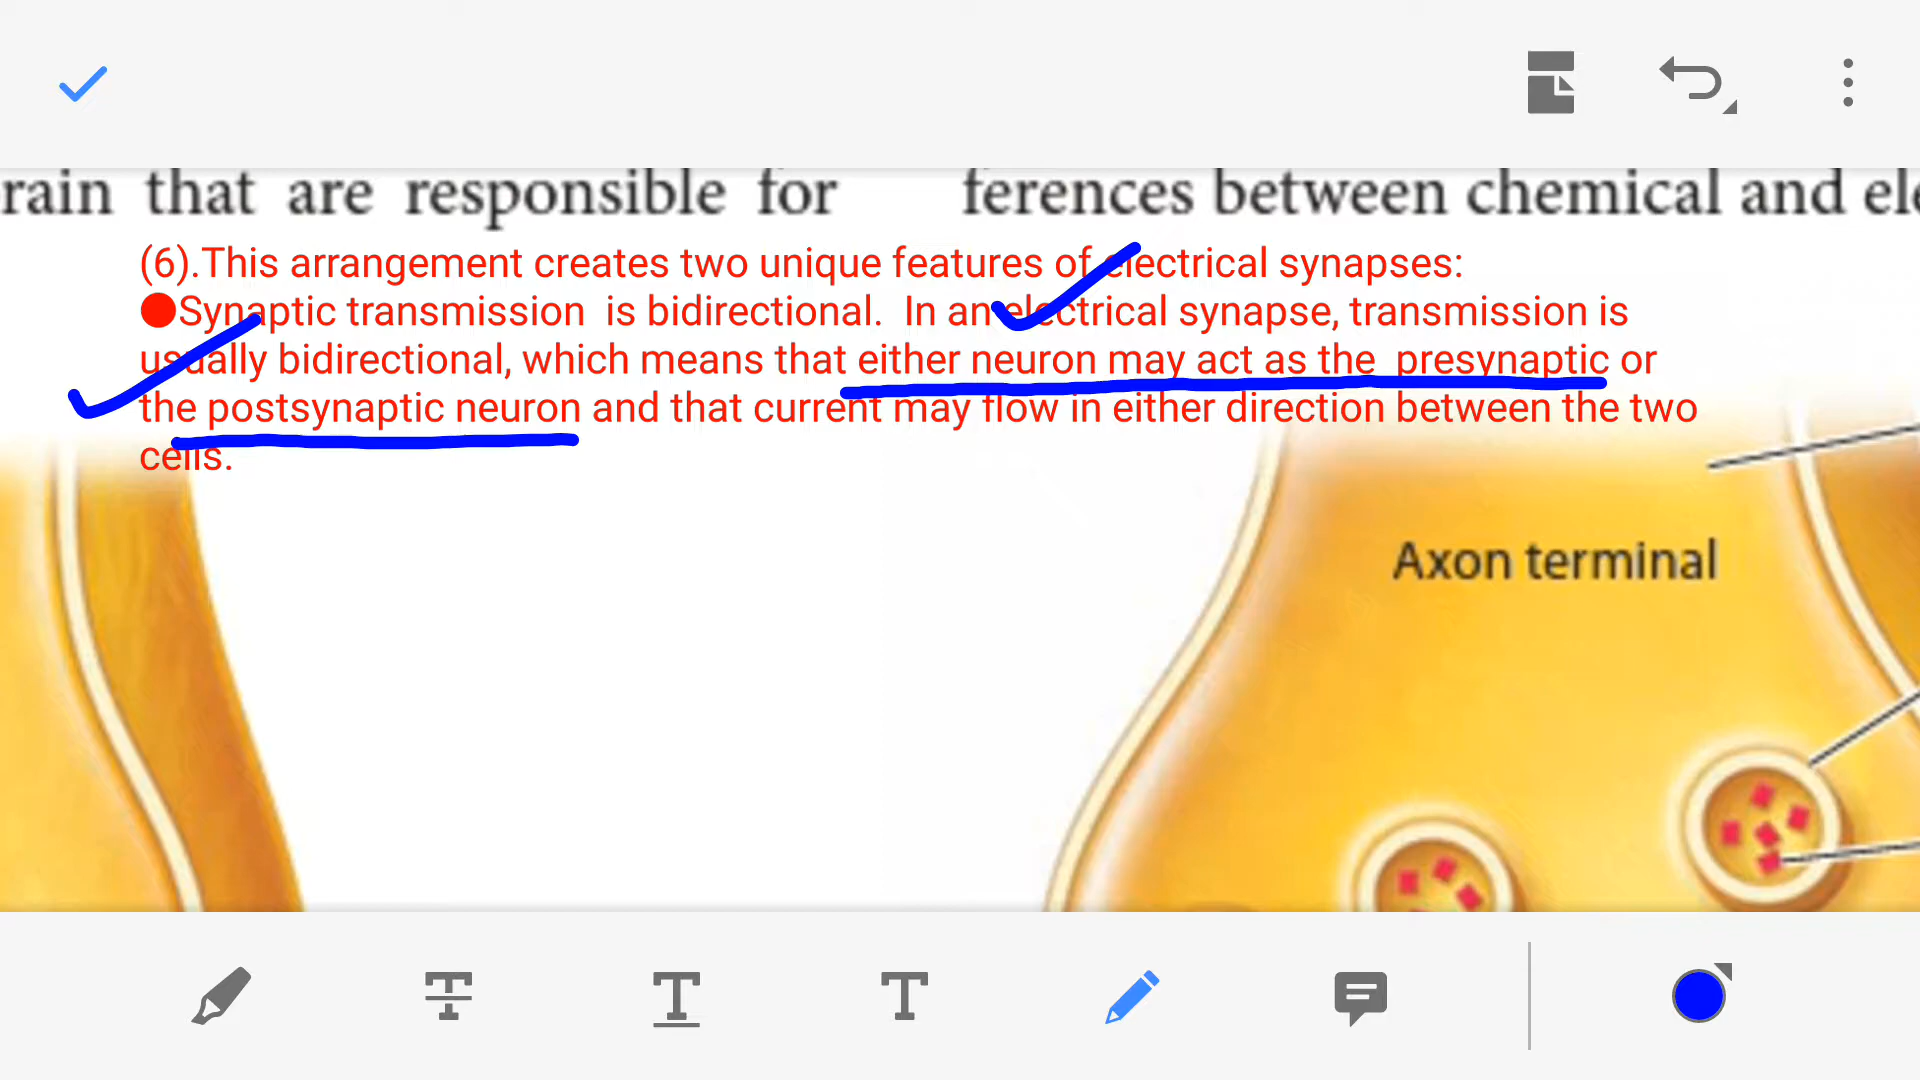 rain that are responsible for
ferences between chemical and ele
(6).This arrangement creates two unique features of electrical synapses:
Synaptic transmission is bidirectional. In an electrical synapse, transmission is
usually bidirectional, which means that either neuron may act as the presynaptic or
the postsynaptic neuron and that current may flow in either direction between the two
cells.
Axon terminal